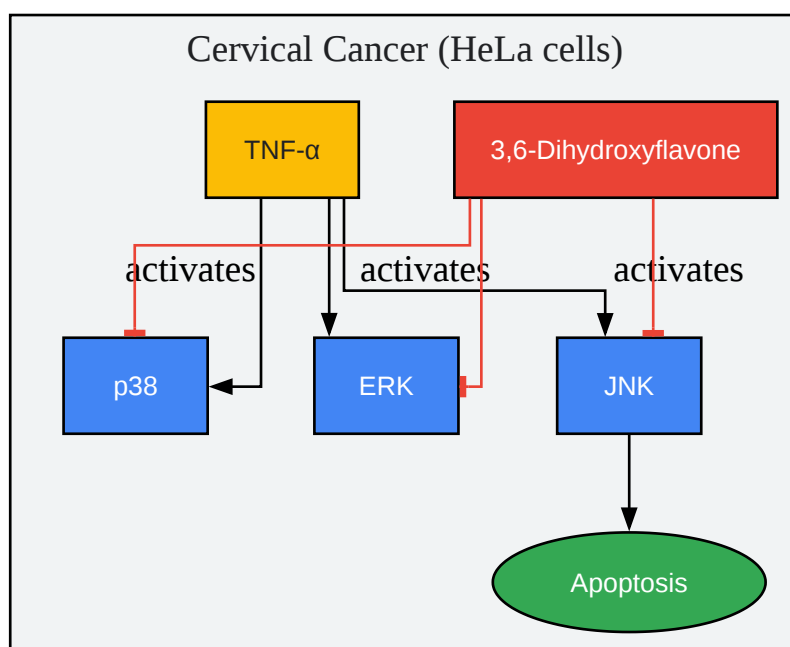 Cervical Cancer (HeLa cells)
TNF-α
3,6-Dihydroxyflavone
activates
activates
activates
p38
ERK
JNK
Apoptosis